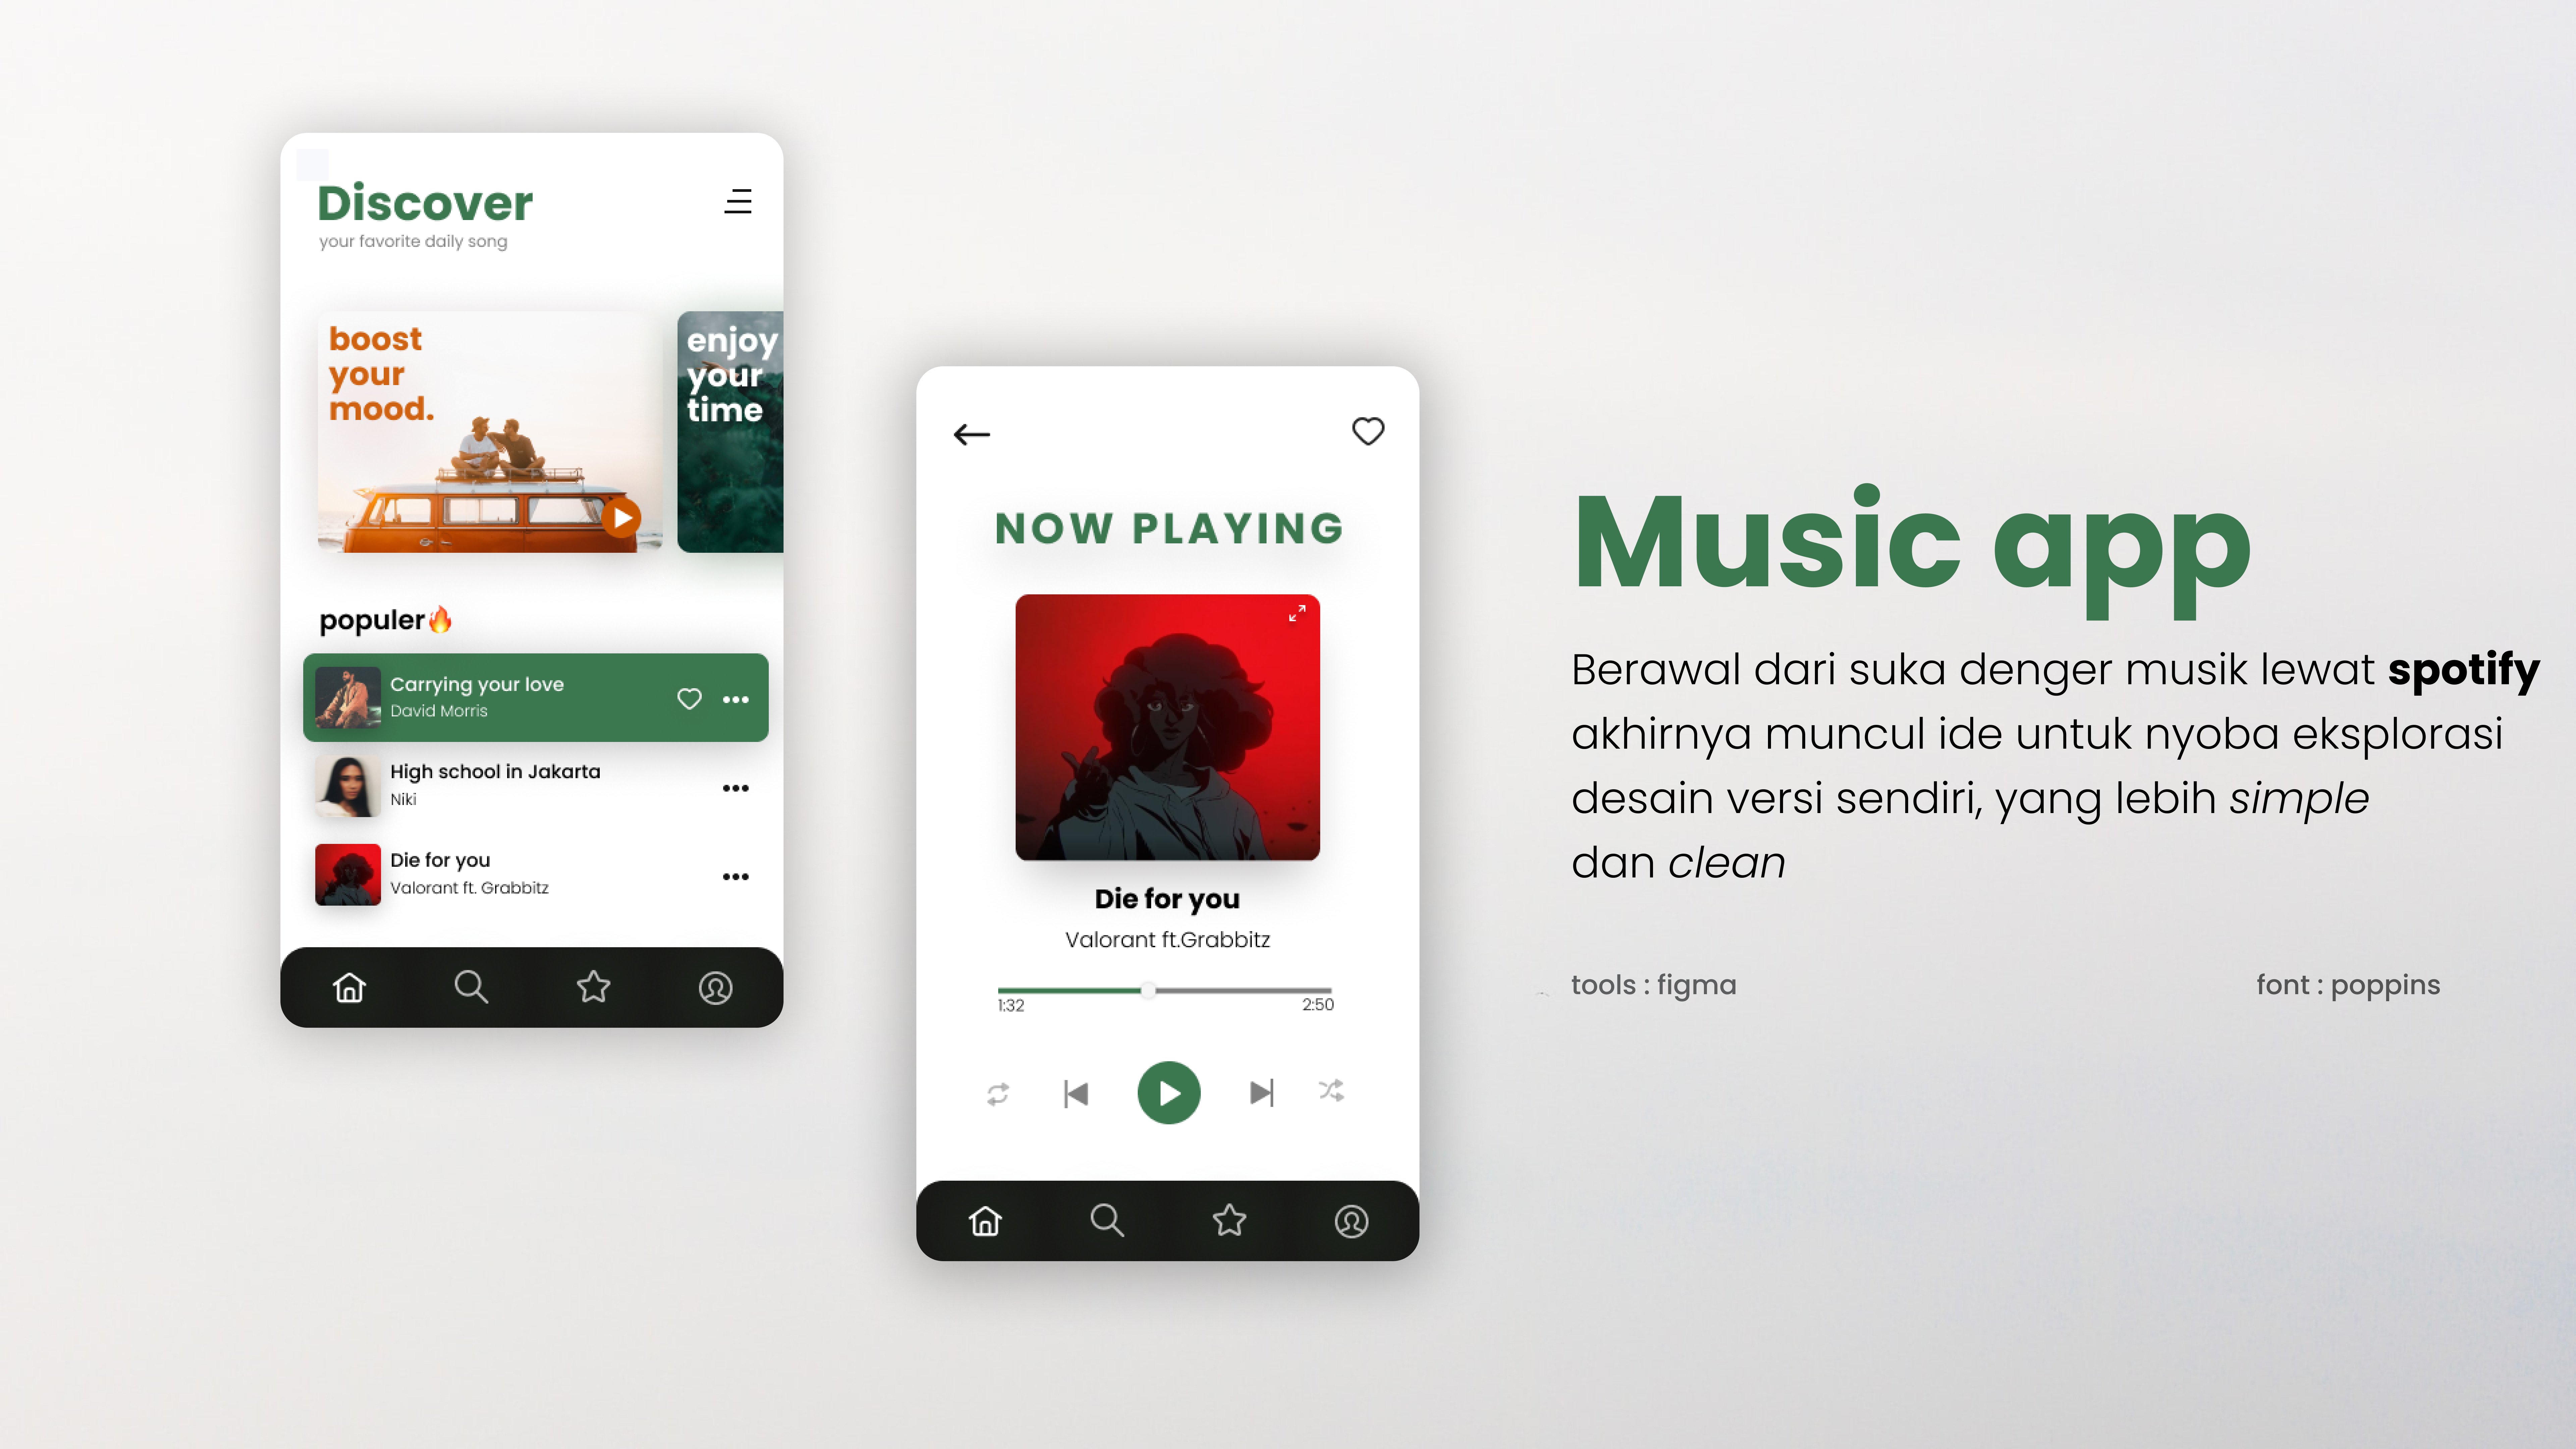 Discover
your favorite daily song
boost
your
mood.
enjoy
your
time
populer🔥
Carrying your love
David Morris
High school in Jakarta
Niki
Die for you
Valorant ft. Grabbitz
NOW PLAYING
Die for you
Valorant ft.Grabbitz
1:32
2:50
Music app
Berawal dari suka denger musik lewat spotify
akhirnya muncul ide untuk nyoba eksplorasi
desain versi sendiri, yang lebih simple
dan clean
tools : figma
font : poppins